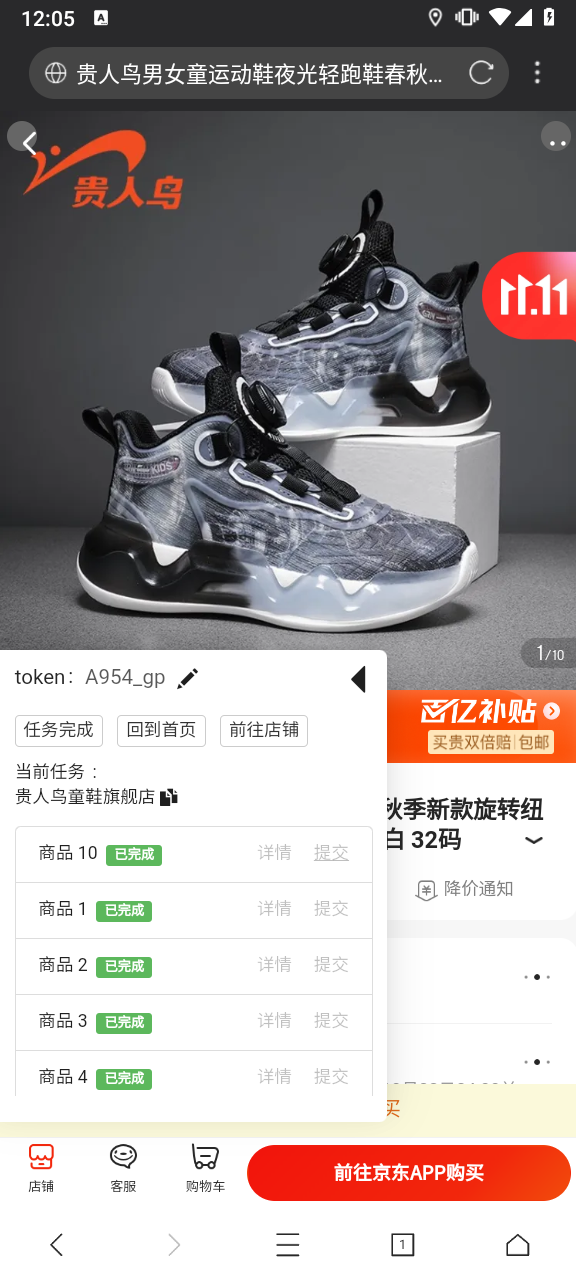 12:05
A
贵人鸟男女童运动鞋夜光轻跑鞋春秋...
贵人鸟
11.11
KIDS
1/10
token: A954_gp
任务完成 回到首页 前往店铺
百亿补贴
买贵双倍赔 包邮
当前任务：
贵人鸟童鞋旗舰店
秋季新款旋转纽
白 32码
降价通知
商品 10 已完成 详情 提交
商品 1 已完成 详情 提交
商品 2 已完成 详情 提交
商品 3 已完成 详情 提交
商品 4 已完成 详情 提交
买
店铺 客服 购物车 前往京东APP购买
1